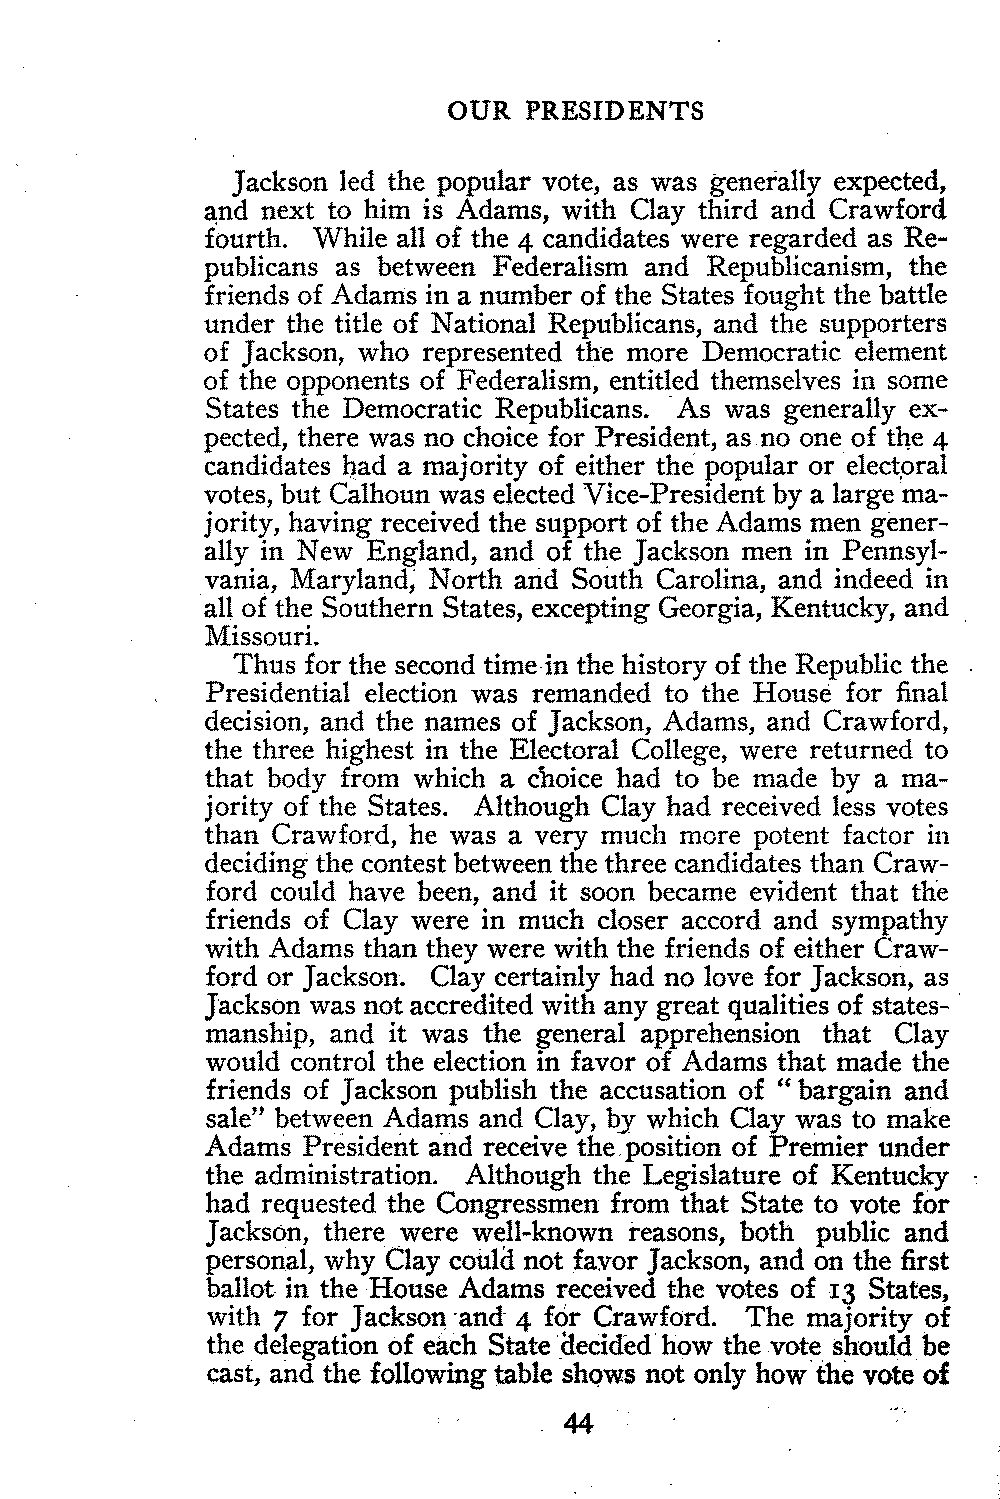 OUR PRESIDENTS
Jackson led the popular vote, as was generally expected,
and next to him is Adams, with Clay third and Crawford
fourth. While all of the 4 candidates were regarded as Re-
publicans as between Federalism and Republicanism, the
friends of Adams in a number of the States fought the battle
under the title of National Republicans, and the supporters
of Jackson, who represented the more Democratic element
of the opponents of Federalism, entitled themselves in some
States the Democratic Republicans. As was generally ex-
pected, there was no choice for President, as no one of the 4
candidates had a majority of either the popular or electoral
votes, but Calhoun was elected Vice-President by a large ma-
jority, having received the support of the Adams men gener-
ally in New England, and of the Jackson men in Pennsyl-
vania, Maryland, North and South Carolina, and indeed in
all of the Southern States, excepting Georgia, Kentucky, and
Missouri.
Thus for the second time in the history of the Republic the
Presidential election was remanded to the House for final
decision, and the names of Jackson, Adams, and Crawford,
the three highest in the Electoral College, were returned to
that body from which a choice had to be made by a ma-
jority of the States. Although Clay had received less votes
than Crawford, he was a very much more potent factor in
deciding the contest between the three candidates than Craw-
ford could have been, and it soon became evident that the
friends of Clay were in much closer accord and sympathy
with Adams than they were with the friends of either Craw-
ford or Jackson. Clay certainly had no love for Jackson, as
Jackson was not accredited with any great qualities of states-
manship, and it was the general apprehension that Clay
would control the election in favor of Adams that made the
friends of Jackson publish the accusation of “ bargain and
sale” between Adams and Clay, by which Clay was to make
Adams President and receive the position of Premier under
the administration. Although the Legislature of Kentucky
had requested the Congressmen from that State to vote for
Jackson, there were well-known reasons, both public and
personal, why Clay could not favor Jackson, and on the first
ballot in the House Adams received the votes of 13 States,
with 7 for Jackson and 4 for Crawford. The majority of
the delegation of each State decided how the vote should be
cast, and the following table shows not only how the vote of
44